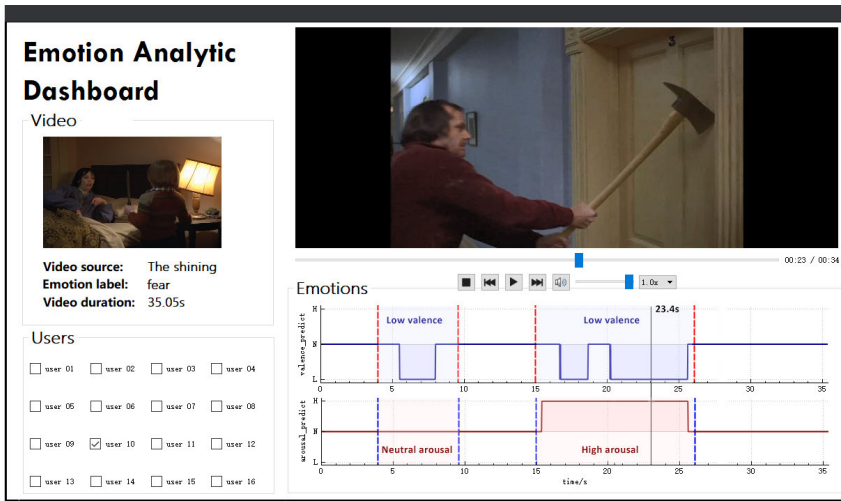 Emotion Analytic
Dashboard
Video
Video source: The shining
Emotion label: fear
Video duration: 35.05s
Users
user 01 user 02 user 03 user 04
user 05 user 06 user 07 user 08
user 09 user 10 user 11 user 12
user 13 user 14 user 15 user 16
3
00:23 / 00:34
1.0x
Emotions
valence_predict
H
N
L
Low valence
Low valence
23.4s
0 5 10 15 20 25 30 35
arousal_predict
H
N
L
Neutral arousal
High arousal
0 5 10 15 20 25 30 35
time/s